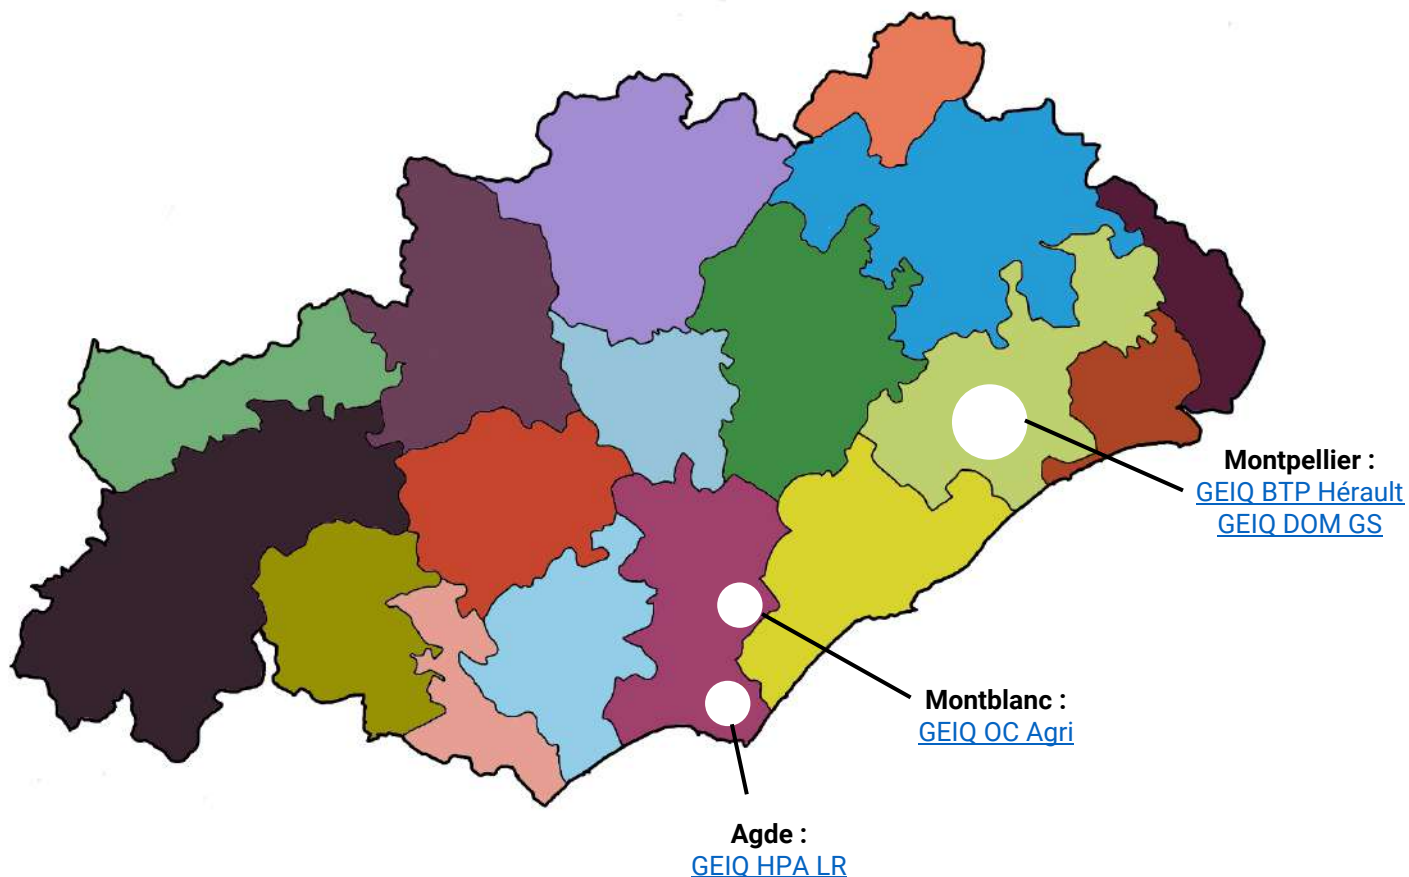 Montpellier :
GEIQ BTP Hérault
GEIQ DOM GS
Montblanc :
GEIQ OC Agri
Agde :
GEIQ HPA LR